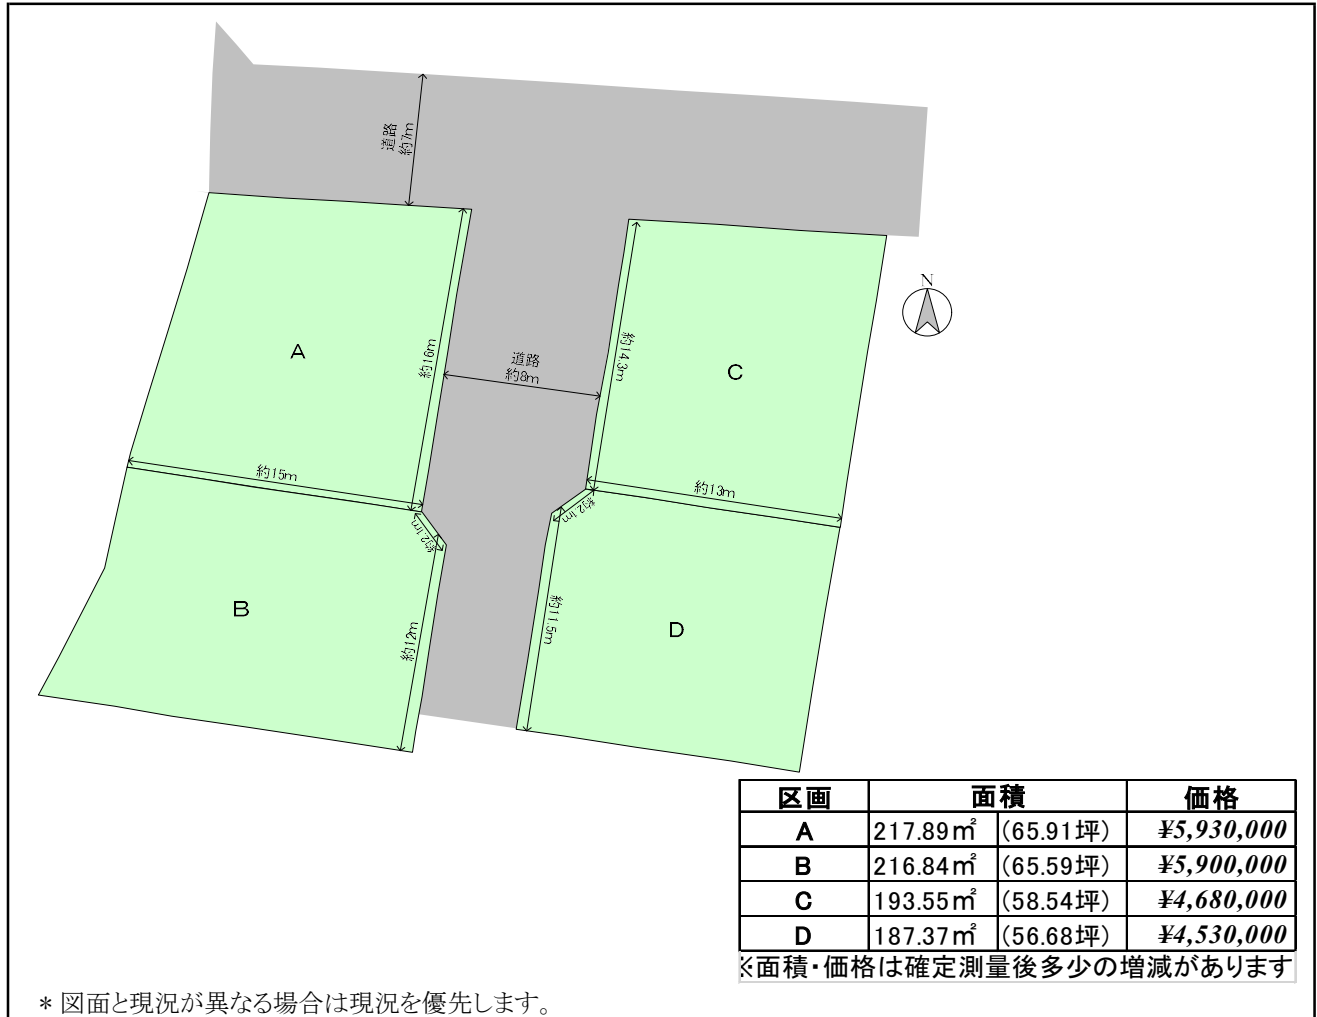 道路
約7m
N
A
約16m
道路
約8m
約14.3m
C
約15m
約13m
約2.1m
約2.1m
B
約12m
約11.5m
D
区画 面積 価格
A 217.89㎡ (65.91坪) ¥5,930,000
B 216.84㎡ (65.59坪) ¥5,900,000
C 193.55㎡ (58.54坪) ¥4,680,000
D 187.37㎡ (56.68坪) ¥4,530,000
※面積・価格は確定測量後多少の増減があります
* 図面と現況が異なる場合は現況を優先します。